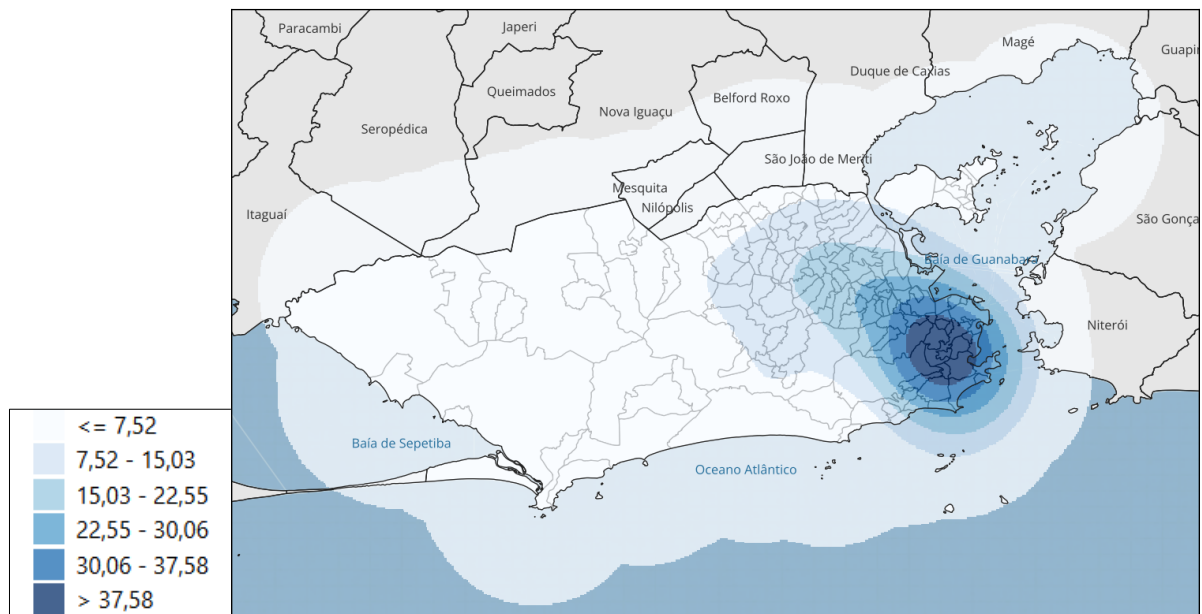 Paracambi
Japeri
Magé
Guapir
Duque de Caxias
Queimados
Belford Roxo
Nova Iguaçu
Seropédica
São João de Meriti
Mesquita
Nilópolis
Itaguaí
São Gonça
Baía de Guanabara
Niterói
Baía de Sepetiba
Oceano Atlântico
<= 7,52
7,52 - 15,03
15,03 - 22,55
22,55 - 30,06
30,06 - 37,58
> 37,58